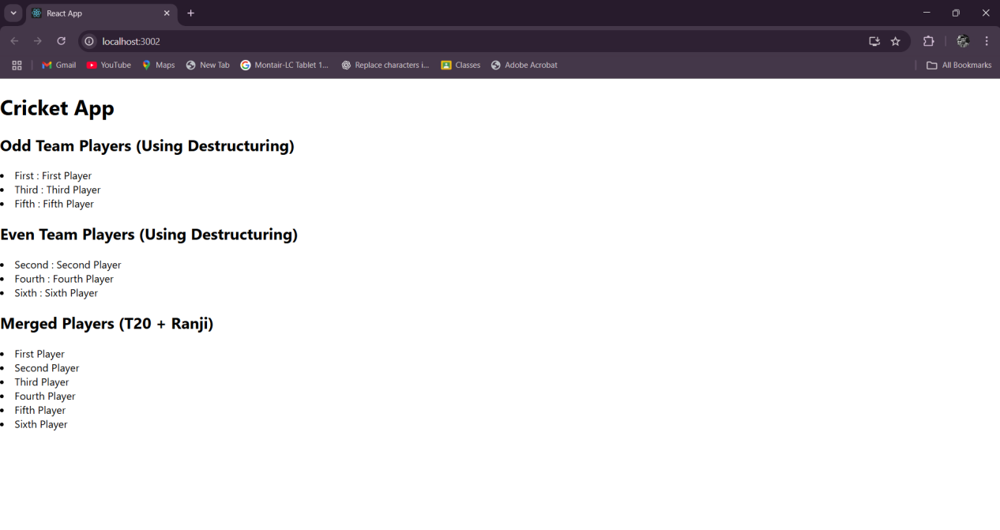 React App
localhost:3002
Gmail YouTube Maps New Tab Montair-LC Tablet 1... Replace characters i... Classes Adobe Acrobat All Bookmarks
Cricket App
Odd Team Players (Using Destructuring)
First : First Player
Third : Third Player
Fifth : Fifth Player
Even Team Players (Using Destructuring)
Second : Second Player
Fourth : Fourth Player
Sixth : Sixth Player
Merged Players (T20 + Ranji)
First Player
Second Player
Third Player
Fourth Player
Fifth Player
Sixth Player